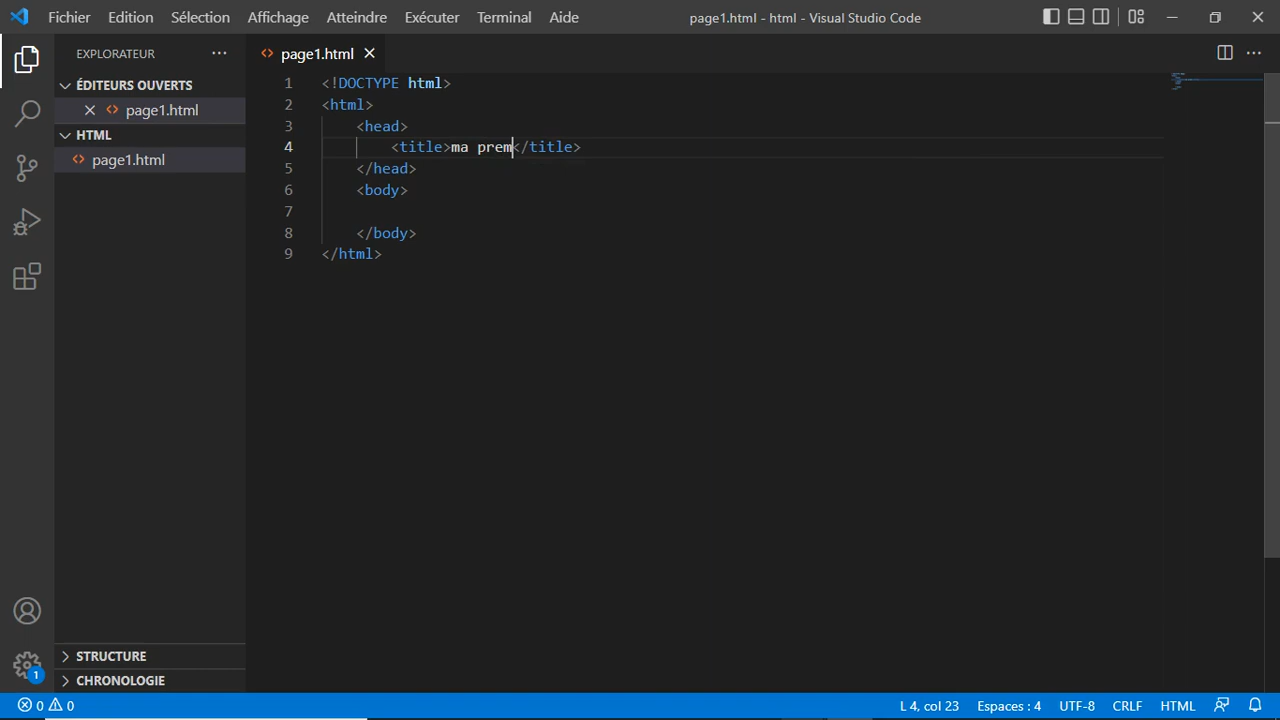 Fichier Edition Sélection Affichage Atteindre Exécuter Terminal Aide page1.html - html - Visual Studio Code
EXPLORATEUR
page1.html
ÉDITEURS OUVERTS
page1.html
HTML
page1.html
1 <!DOCTYPE html>
2 <html>
3 <head>
4 <title>ma prem</title>
5 </head>
6 <body>
7
8 </body>
9 </html>
STRUCTURE
CHRONOLOGIE
1
0 0 L 4, col 23 Espaces : 4 UTF-8 CRLF HTML